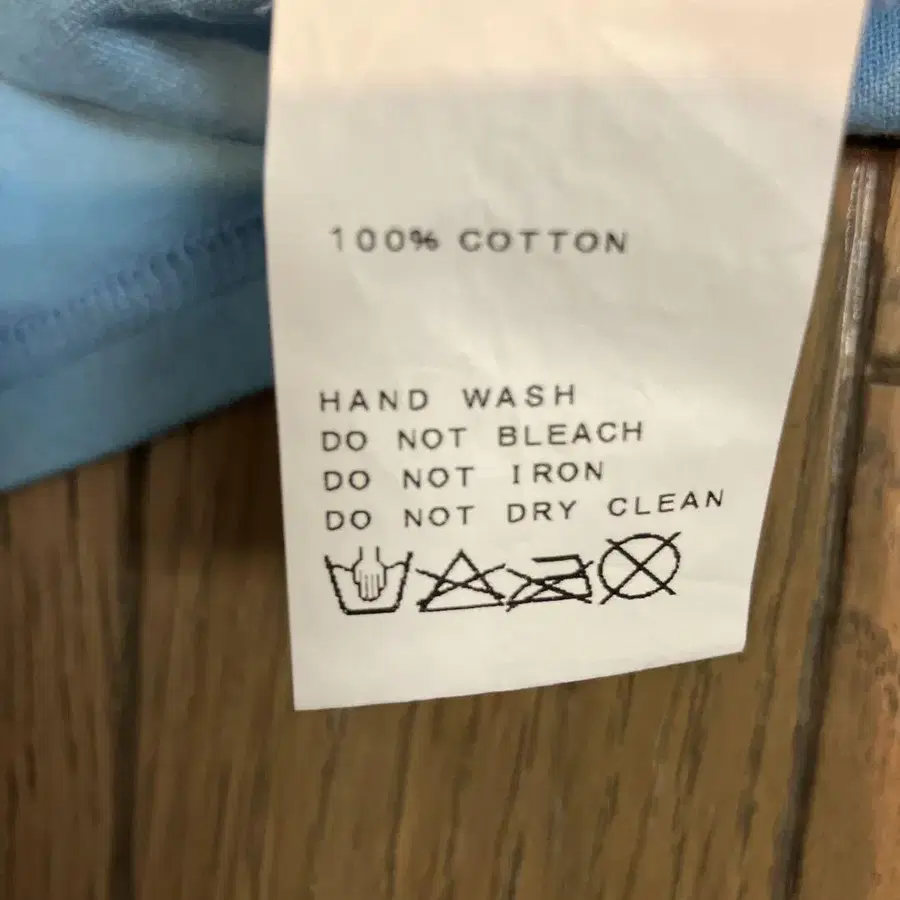 100% COTTON
HAND WASH
DO NOT BLEACH
DO NOT IRON
DO NOT DRY CLEAN